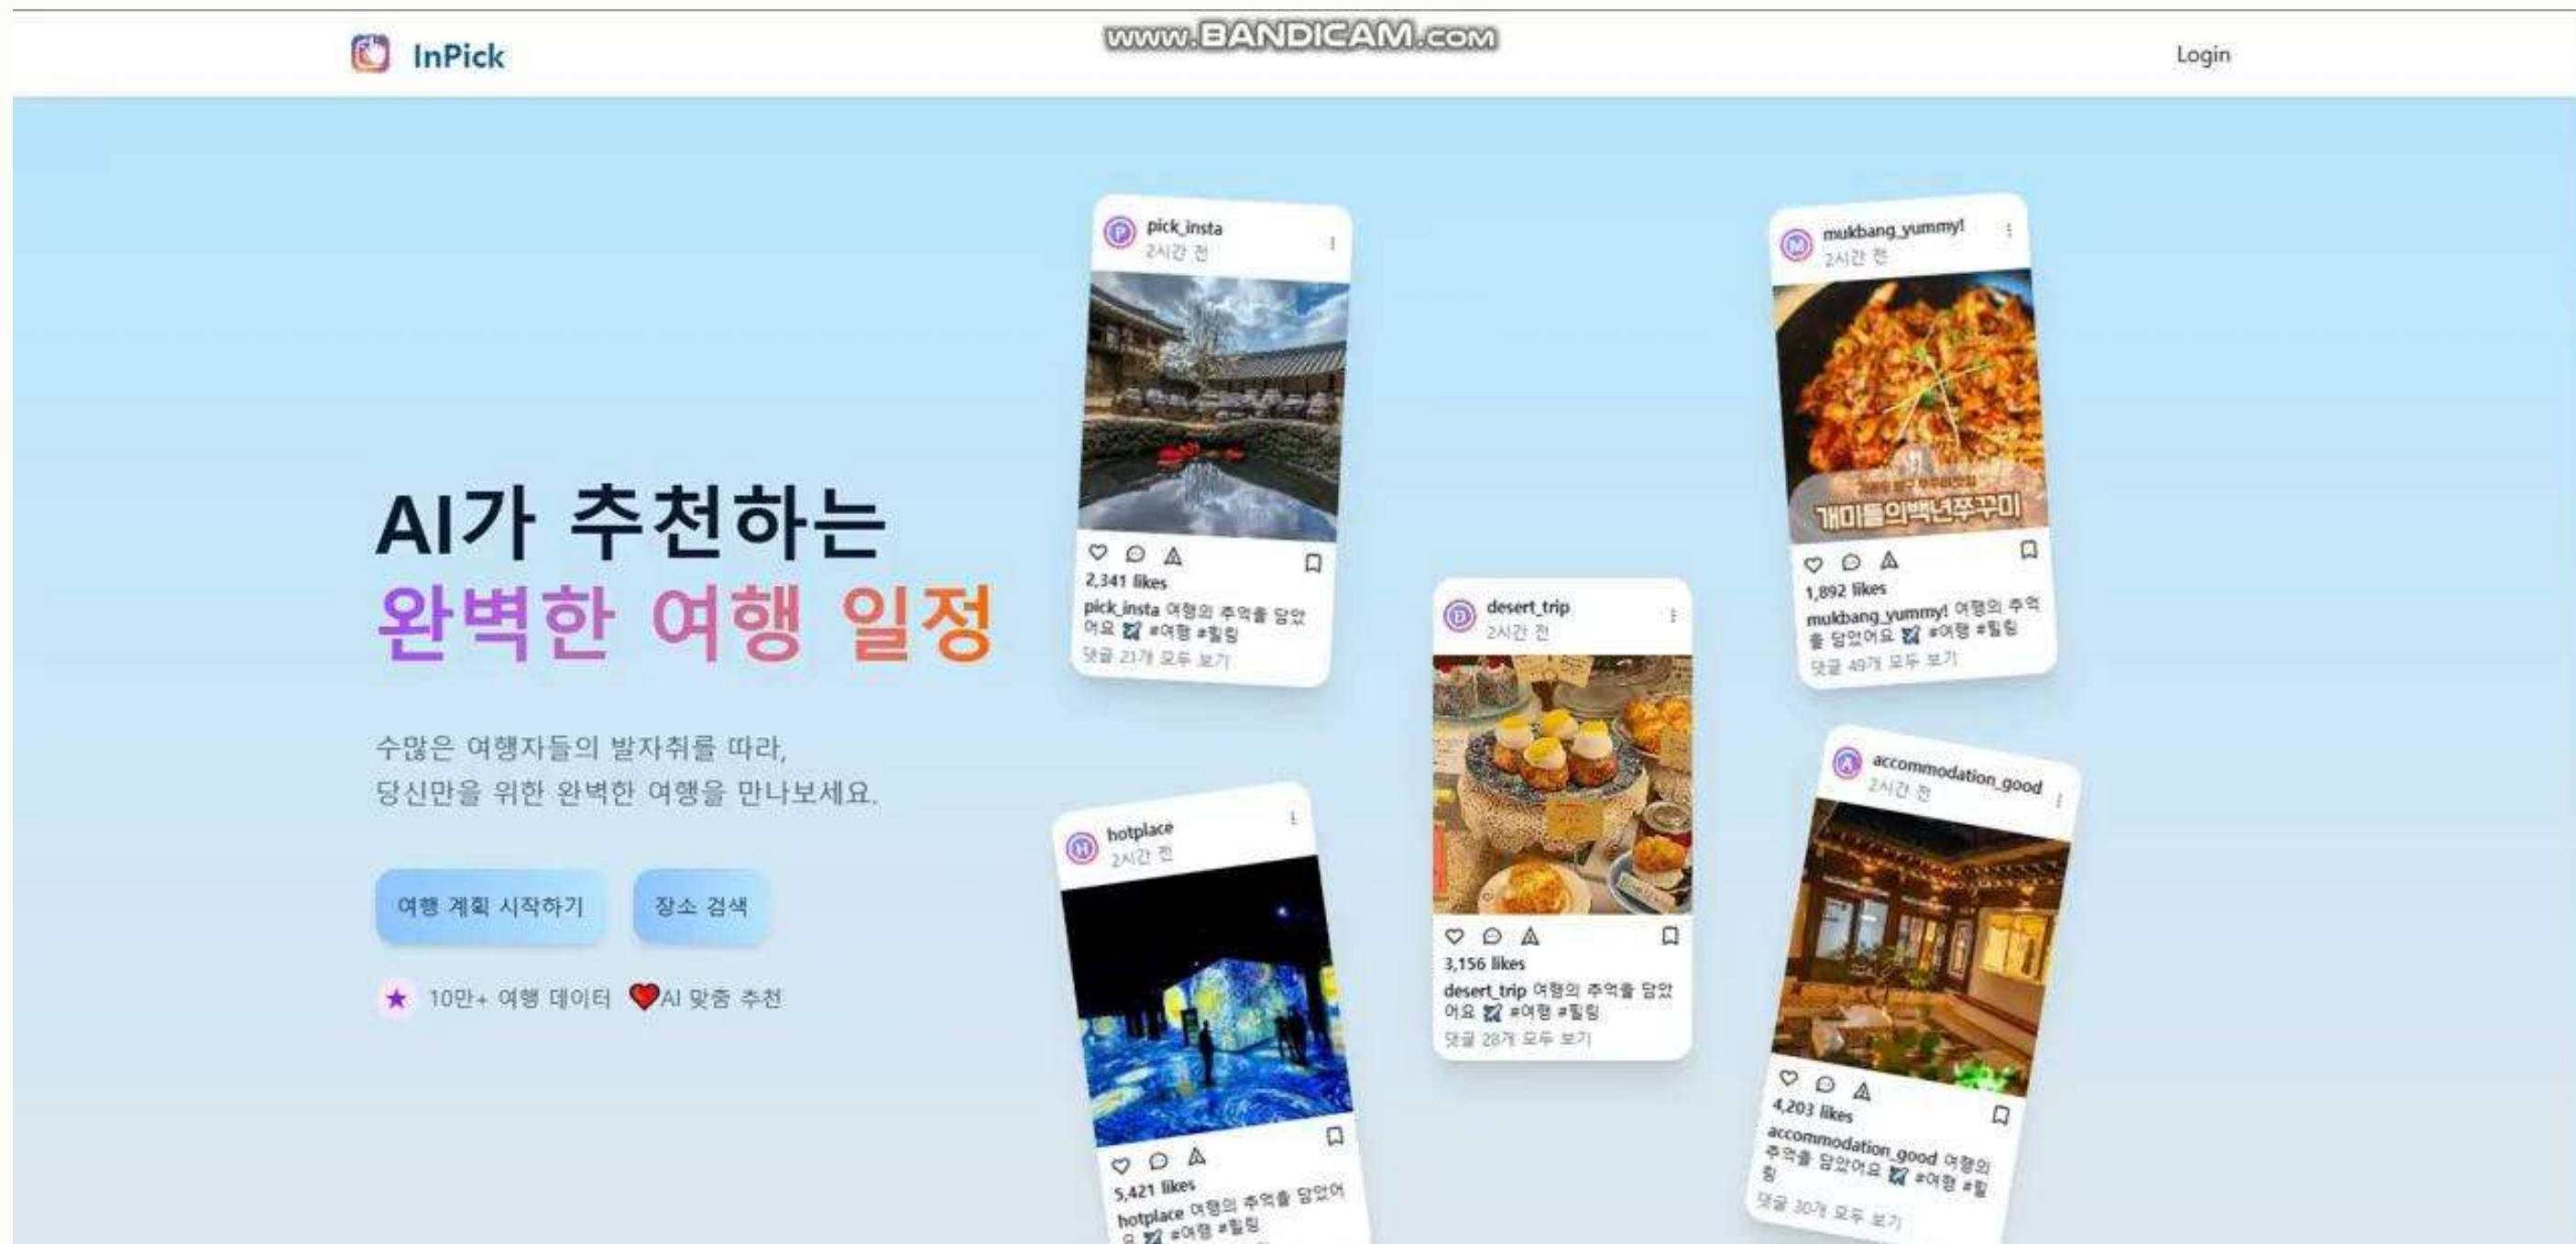 www.BANDICAM.com
InPick
Login
AI가 추천하는
완벽한 여행 일정
수많은 여행자들의 발자취를 따라,
당신만을 위한 완벽한 여행을 만나보세요.
여행 계획 시작하기
장소 검색
10만+ 여행 데이터
AI 맞춤 추천
P
pick_insta
2시간 전
2,341 likes
pick_insta 여행의 추억을 담았
어요 #여행 #힐링
댓글 21개 모두 보기
M
mukbang_yummy!
2시간 전
개미들의백년쭈꾸미
1,892 likes
mukbang_yummy! 여행의 추억
을 담았어요 #여행 #힐링
댓글 49개 모두 보기
D
desert_trip
2시간 전
3,156 likes
desert_trip 여행의 추억을 담았
어요 #여행 #힐링
댓글 28개 모두 보기
H
hotplace
2시간 전
5,421 likes
hotplace 여행의 추억을 담았어
요 #여행 #힐링
A
accommodation_good
2시간 전
4,203 likes
accommodation_good 여행의
추억을 담았어요 #여행 #힐
링
댓글 30개 모두 보기